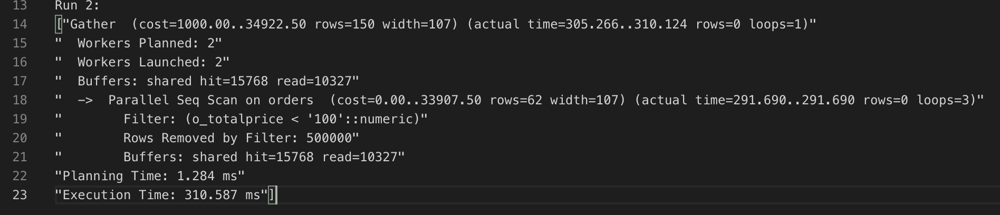 13 Run 2:
14 ["Gather  (cost=1000.00..34922.50 rows=150 width=107) (actual time=305.266..310.124 rows=0 loops=1)"
15 "  Workers Planned: 2"
16 "  Workers Launched: 2"
17 "  Buffers: shared hit=15768 read=10327"
18 "  ->  Parallel Seq Scan on orders  (cost=0.00..33907.50 rows=62 width=107) (actual time=291.690..291.690 rows=0 loops=3)"
19 "        Filter: (o_totalprice < '100'::numeric)"
20 "        Rows Removed by Filter: 500000"
21 "        Buffers: shared hit=15768 read=10327"
22 "Planning Time: 1.284 ms"
23 "Execution Time: 310.587 ms"]